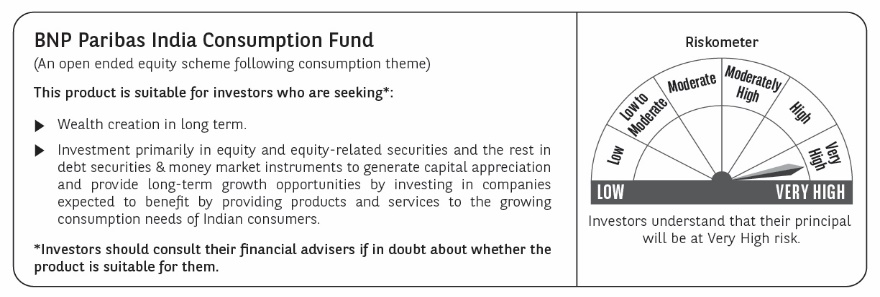 BNP Paribas India Consumption Fund
(An open ended equity scheme following consumption theme)
This product is suitable for investors who are seeking*:
Wealth creation in long term.
Investment primarily in equity and equity-related securities and the rest in
debt securities & money market instruments to generate capital appreciation
and provide long-term growth opportunities by investing in companies
expected to benefit by providing products and services to the growing
consumption needs of Indian consumers.
*Investors should consult their financial advisers if in doubt about whether the
product is suitable for them.
Riskometer
Low
Low to
Moderate
Moderate
Moderately
High
High
Very
High
LOW
VERY HIGH
Investors understand that their principal
will be at Very High risk.